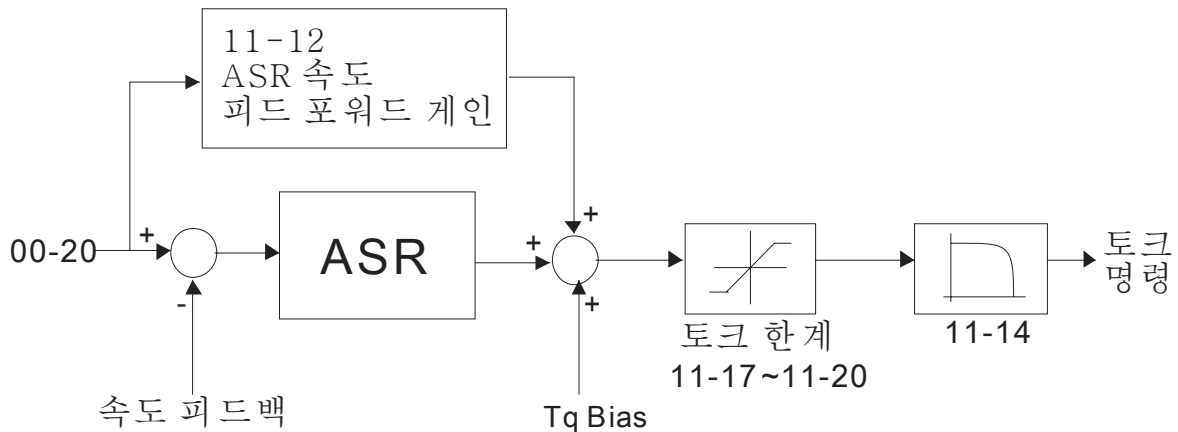 11-12
ASR 속도
피드 포워드 게인
+
+
00-20
+
ASR
+
토크
명령
-
+
토크 한계
11-17~11-20
11-14
속도 피드백
Tq Bias